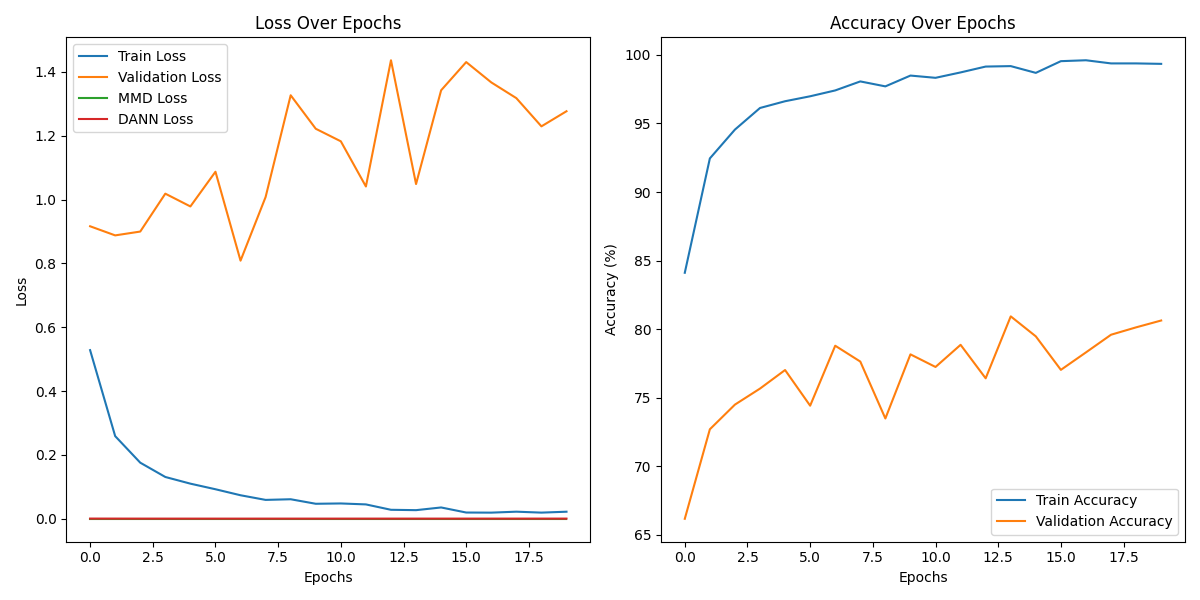 Loss Over Epochs
Train Loss
Validation Loss
MMD Loss
DANN Loss
Loss
1.4
1.2
1.0
0.8
0.6
0.4
0.2
0.0
0.0 2.5 5.0 7.5 10.0 12.5 15.0 17.5
Epochs
Accuracy Over Epochs
Accuracy (%)
100
95
90
85
80
75
70
65
Train Accuracy
Validation Accuracy
0.0 2.5 5.0 7.5 10.0 12.5 15.0 17.5
Epochs